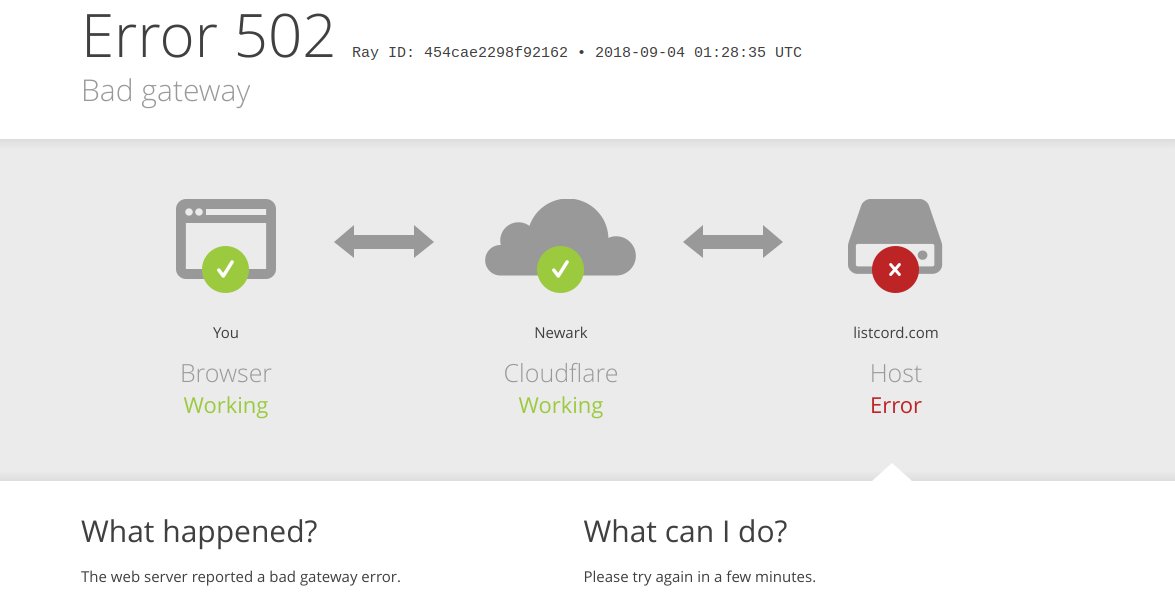 Error 502 Ray ID: 454cae2298f92162 • 2018-09-04 01:28:35 UTC
Bad gateway
You
Newark
listcord.com
Browser
Cloudflare
Host
Working
Working
Error
What happened?
What can I do?
The web server reported a bad gateway error.
Please try again in a few minutes.